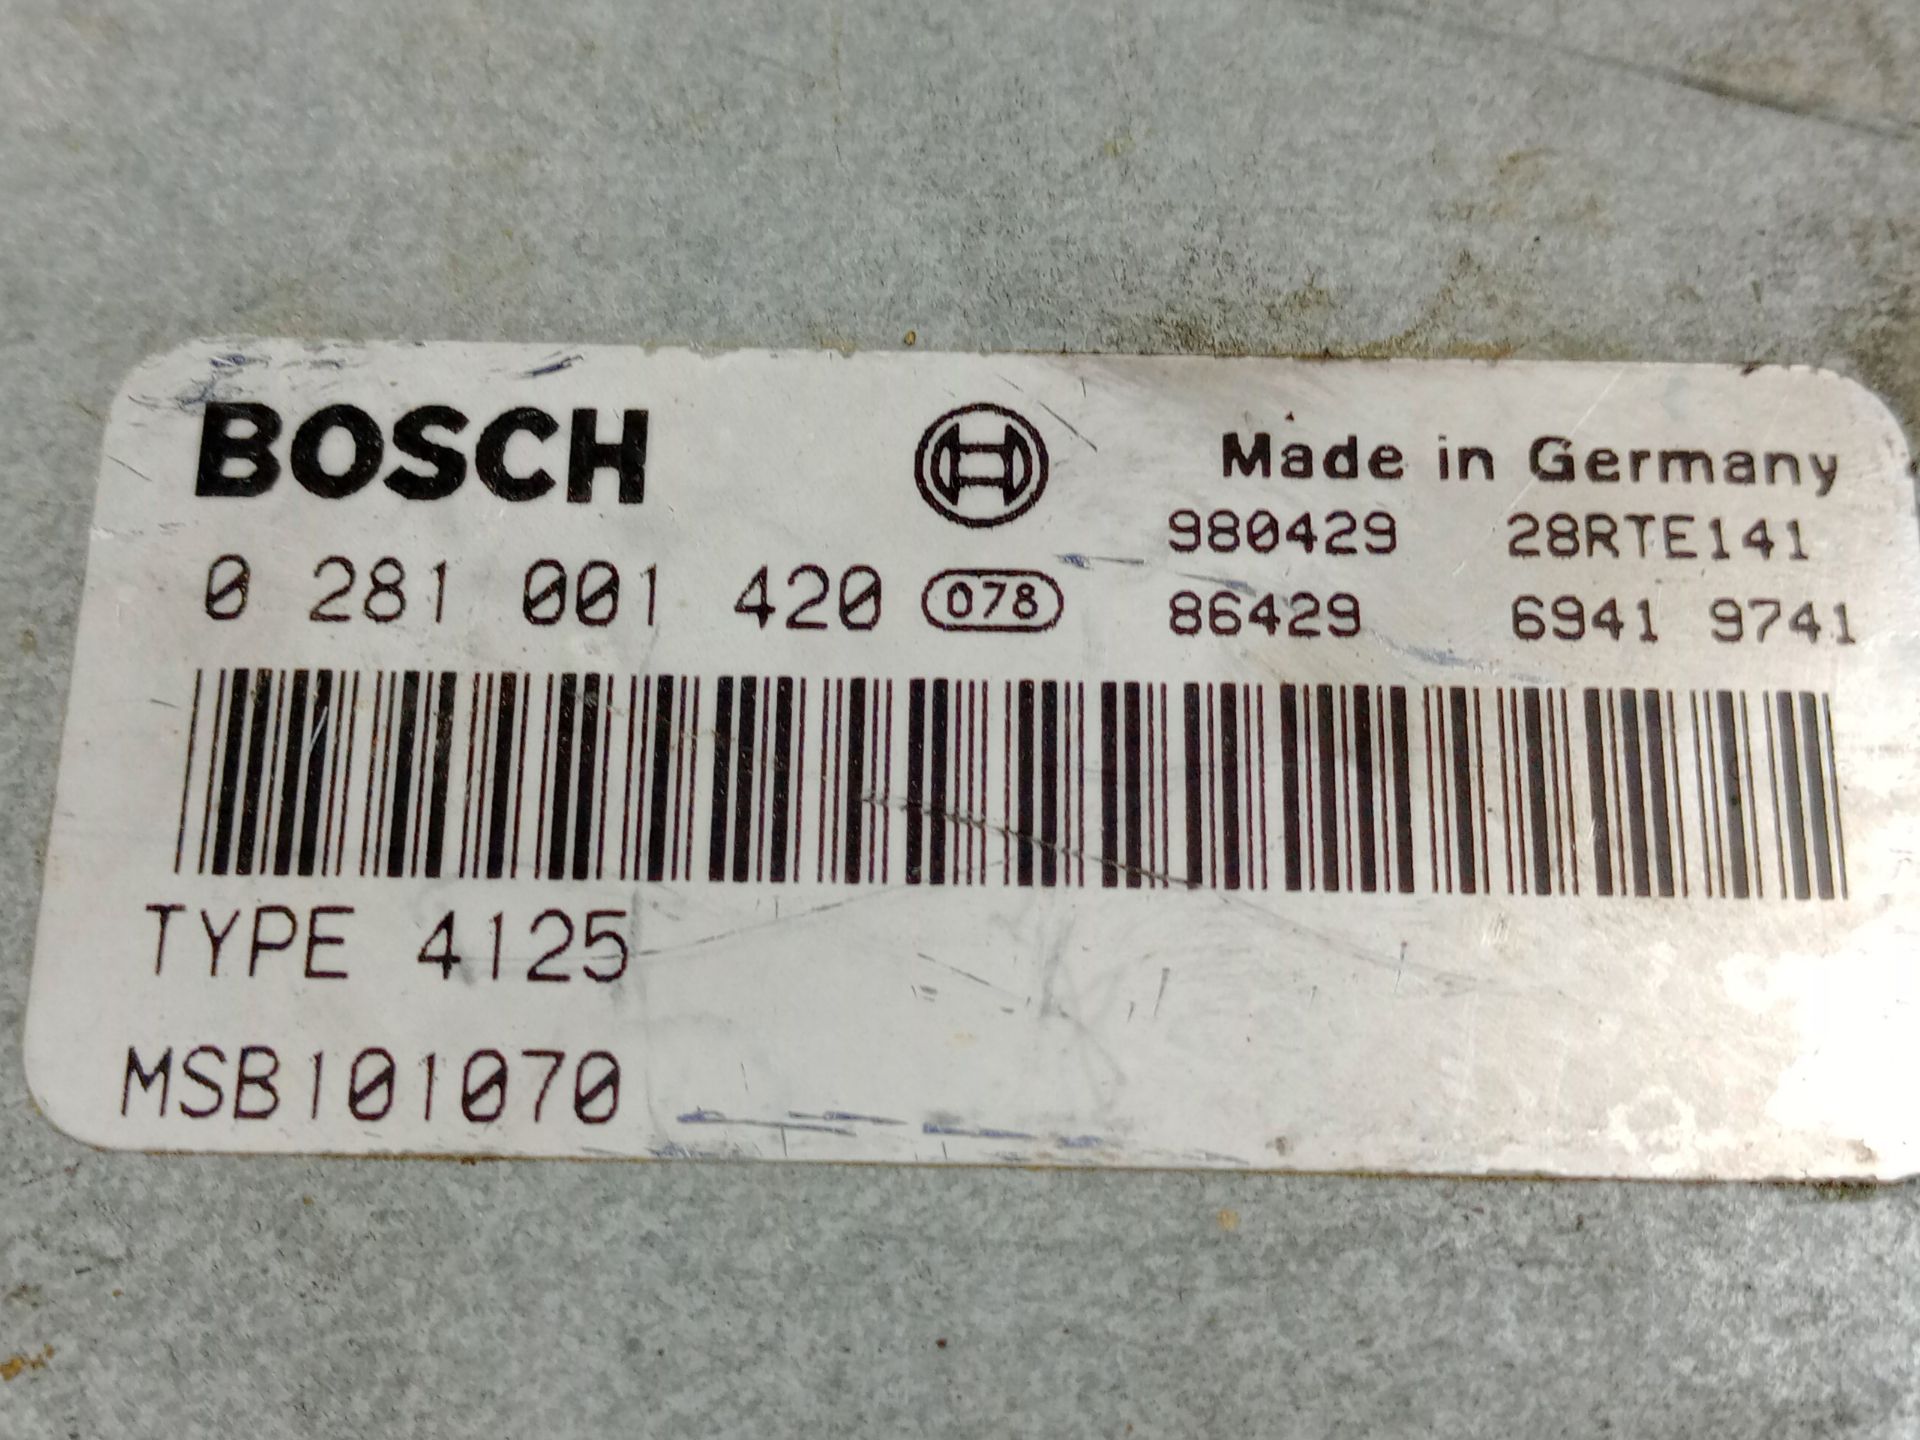 BOSCH
Made in Germany
980429 28RTE141
0 281 001 420 078
86429 6941 9741
TYPE 4125
MSB101070